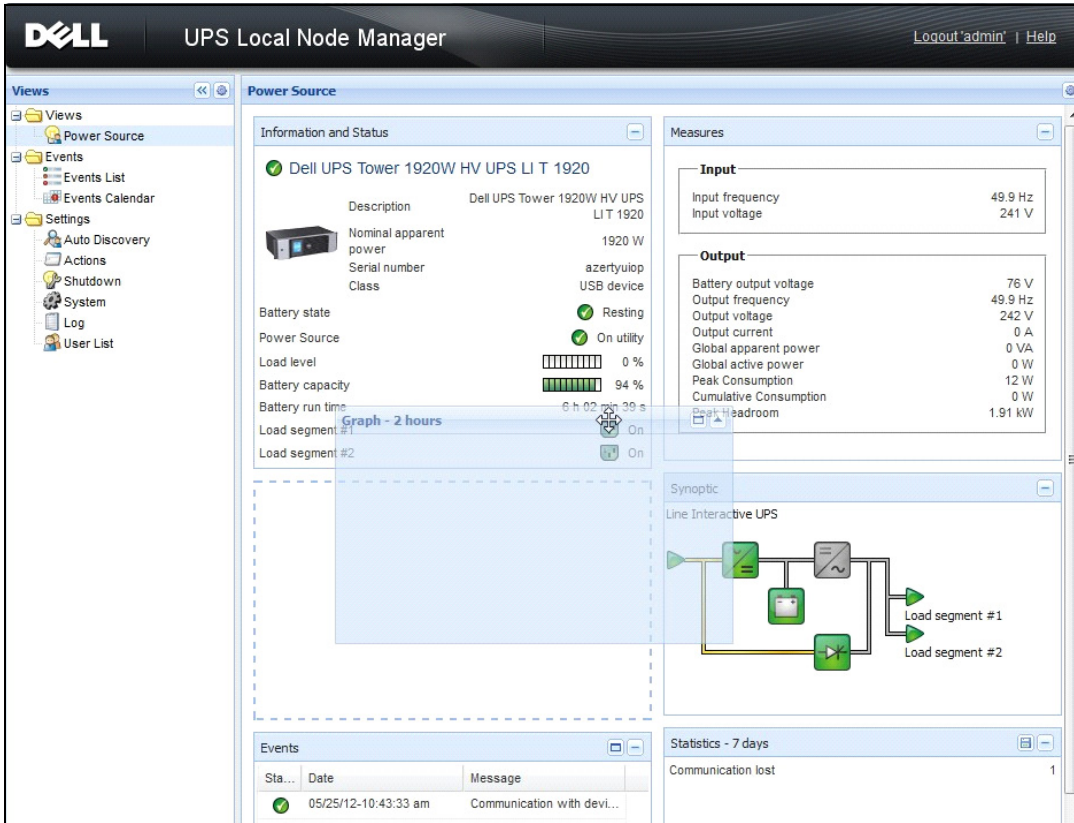 DELL
UPS Local Node Manager
Logout 'admin' | Help
Views
Views
Power Source
Events
Events List
Events Calendar
Settings
Auto Discovery
Actions
Shutdown
System
Log
User List
Power Source
Information and Status
Dell UPS Tower 1920W HV UPS LI T 1920
Description Dell UPS Tower 1920W HV UPS
LI T 1920
Nominal apparent
power 1920 W
Serial number azertyuiop
Class USB device
Battery state Resting
Power Source On utility
Load level 0 %
Battery capacity 94 %
Battery run time 6 h 02 min 39 s
Load segment #1 On
Load segment #2 On
Graph - 2 hours
Events
Sta... Date Message
05/25/12-10:43:33 am Communication with devi...
Measures
Input
Input frequency 49.9 Hz
Input voltage 241 V
Output
Battery output voltage 76 V
Output frequency 49.9 Hz
Output voltage 242 V
Output current 0 A
Global apparent power 0 VA
Global active power 0 W
Peak Consumption 12 W
Cumulative Consumption 0 W
Peak Headroom 1.91 kW
Synoptic
Line Interactive UPS
Load segment #1
Load segment #2
Statistics - 7 days
Communication lost 1